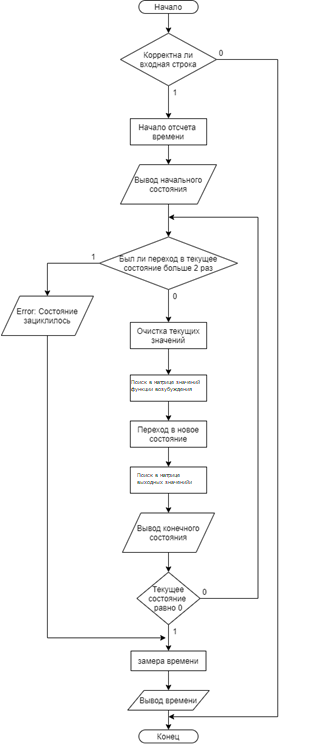 Начало
Корректна ли
входная строка
0
1
Начало отсчета
времени
Вывод начального
состояния
Был ли переход в текущее
состояние больше 2 раз
1
0
Error: Состояние
зациклилось
Очистка текущих
значений
Поиск в матрице значений
функции возубуждения
Переход в новое
состояние
Поиск в матрице
выходных значений
Вывод конечного
состояния
Текущее
состояние
равно 0
0
1
замера времени
Вывод времени
Конец